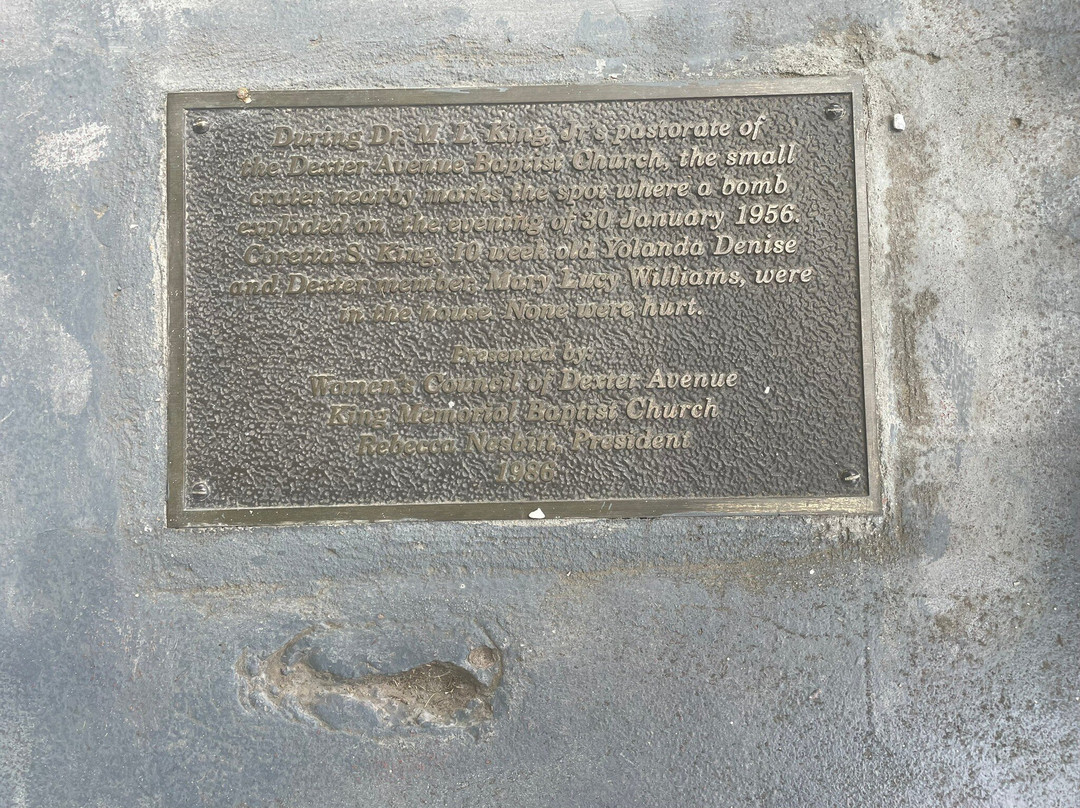 During Dr. M. L. King, Jr.'s pastorate of
the Dexter Avenue Baptist Church, the small
crater nearby marks the spot where a bomb
exploded on the evening of 30 January 1956.
Coretta S. King, 10 week old Yolanda Denise
and Dexter member, Mary Lucy Williams, were
in the house. None were hurt.
Presented by:
Women's Council of Dexter Avenue
King Memorial Baptist Church
Rebecca Nesbitt, President
1986